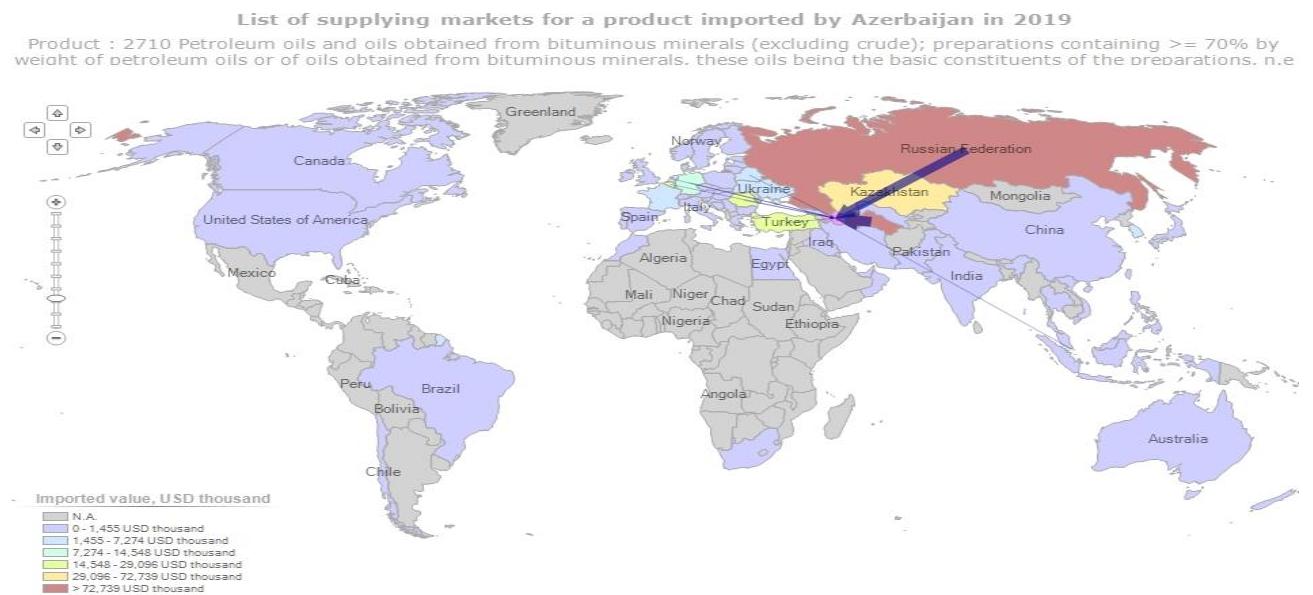 List of supplying markets for a product imported by Azerbaijan in 2019
Product : 2710 Petroleum oils and oils obtained from bituminous minerals (excluding crude); preparations containing >= 70% by
weight of petroleum oils or of oils obtained from bituminous minerals, these oils being the basic constituents of the preparations, n.e
Greenland
Norway
Russian Federation
Canada
Ukraine
Kazakhstan
Mongolia
United States of America
Spain
Italy
Turkey
China
Iraq
Pakistan
Mexico
Cuba
Algeria
Egypt
India
Mali
Niger
Chad
Sudan
Nigeria
Ethiopia
Peru
Brazil
Angola
Bolivia
Australia
Chile
Imported value, USD thousand
N.A.
0 - 1,455 USD thousand
1,455 - 7,274 USD thousand
7,274 - 14,548 USD thousand
14,548 - 29,096 USD thousand
29,096 - 72,739 USD thousand
> 72,739 USD thousand